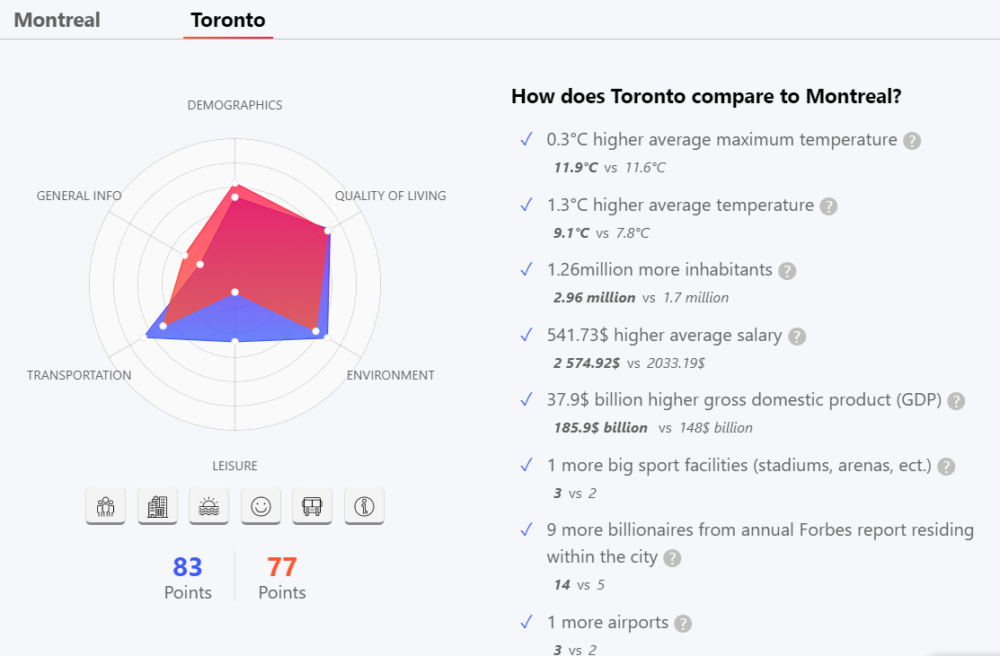 Montreal
Toronto
DEMOGRAPHICS
GENERAL INFO
QUALITY OF LIVING
TRANSPORTATION
ENVIRONMENT
LEISURE
83
Points
77
Points
How does Toronto compare to Montreal?
0.3°C higher average maximum temperature ?
11.9°C vs 11.6°C
1.3°C higher average temperature ?
9.1°C vs 7.8°C
1.26million more inhabitants ?
2.96 million vs 1.7 million
541.73$ higher average salary ?
2 574.92$ vs 2033.19$
37.9$ billion higher gross domestic product (GDP) ?
185.9$ billion vs 148$ billion
1 more big sport facilities (stadiums, arenas, ect.) ?
3 vs 2
9 more billionaires from annual Forbes report residing
within the city ?
14 vs 5
1 more airports ?
3 vs 2